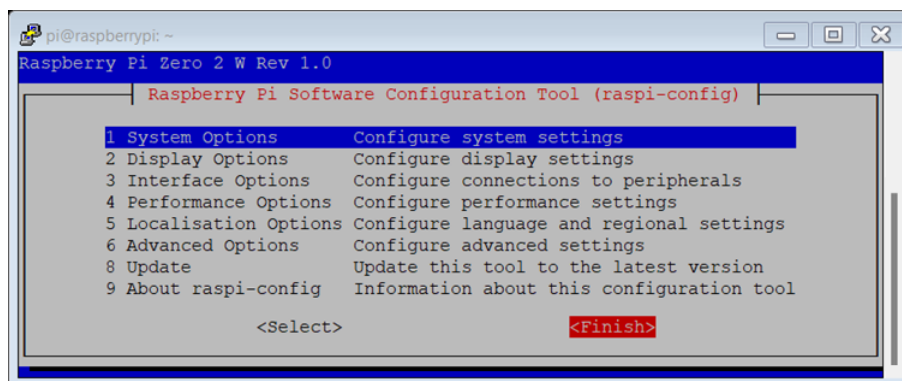 pi@raspberrypi: ~
Raspberry Pi Zero 2 W Rev 1.0
Raspberry Pi Software Configuration Tool (raspi-config)
1 System Options Configure system settings
2 Display Options Configure display settings
3 Interface Options Configure connections to peripherals
4 Performance Options Configure performance settings
5 Localisation Options Configure language and regional settings
6 Advanced Options Configure advanced settings
8 Update Update this tool to the latest version
9 About raspi-config Information about this configuration tool
<Select> <Finish>